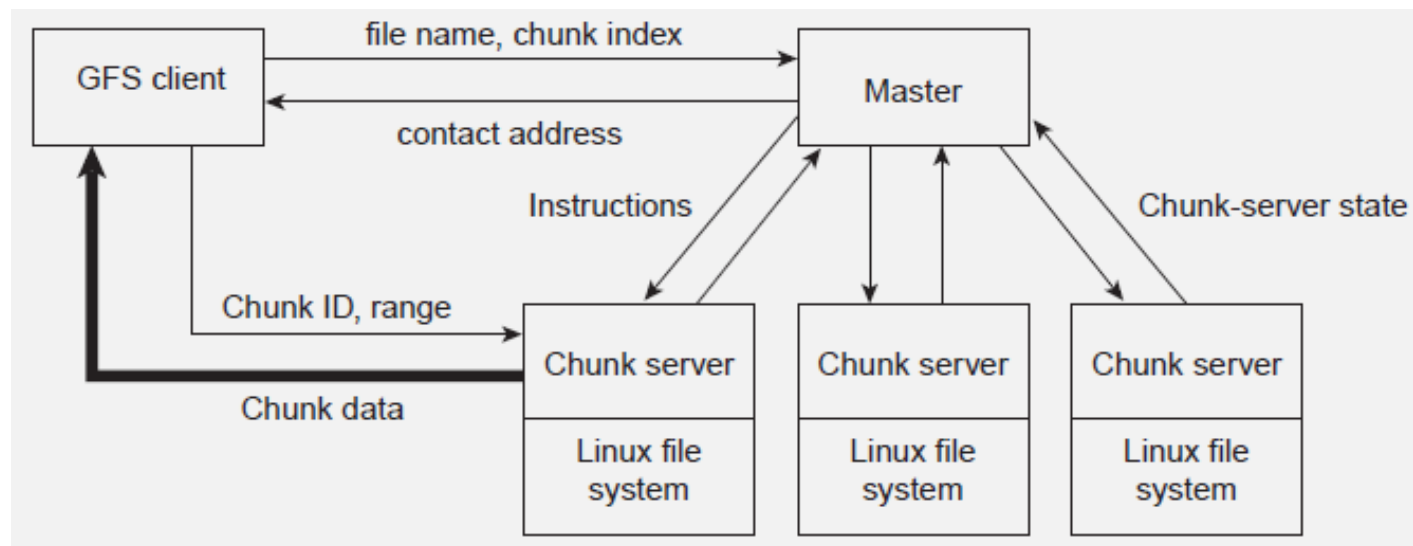 file name, chunk index
GFS client
Master
contact address
Instructions
Chunk-server state
Chunk ID, range
Chunk server
Chunk server
Chunk server
Chunk data
Linux file
system
Linux file
system
Linux file
system